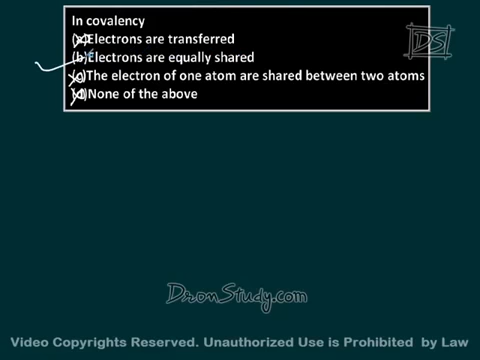 In covalency
DS
(a)Electrons are transferred
(b)Electrons are equally shared
(c)The electron of one atom are shared between two atoms
(d)None of the above
DronStudy.com
Video Copyrights Reserved. Unauthorized Use is Prohibited by Law